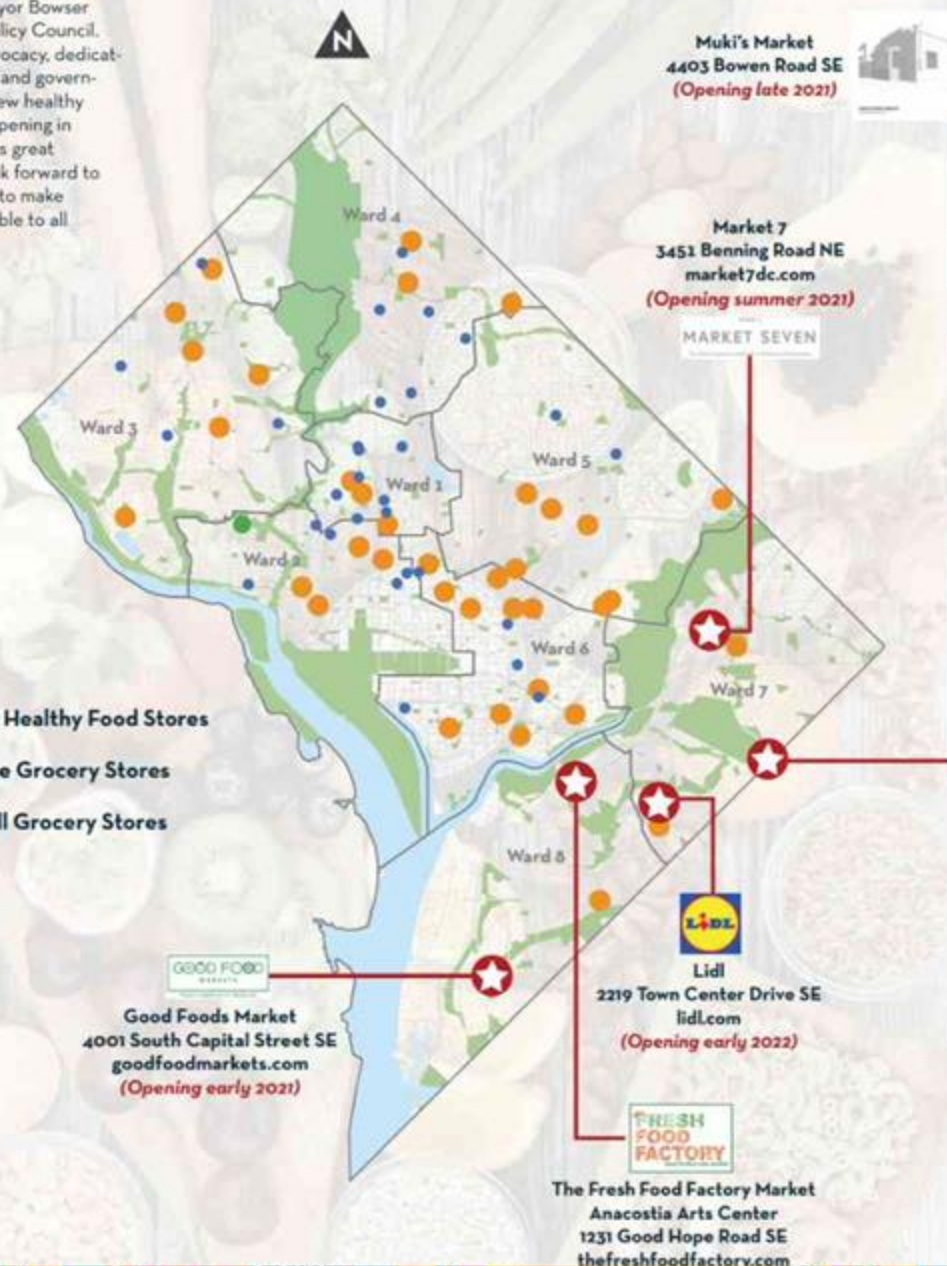 yor Bowser
licy Council.
ocacy, dedicat-
and govern-
ew healthy
pening in
s great
k forward to
to make
ble to all
N
Muki's Market
4403 Bowen Road SE
(Opening late 2021)
Market 7
3451 Benning Road NE
market7dc.com
(Opening summer 2021)
MARKET SEVEN
Ward 4
Ward 3
Ward 5
Ward 1
Ward 2
Ward 6
Ward 7
Ward 8
Healthy Food Stores
e Grocery Stores
ll Grocery Stores
GOOD FOOD
MARKETS
Good Foods Market
4001 South Capital Street SE
goodfoodmarkets.com
(Opening early 2021)
LiDL
Lidl
2219 Town Center Drive SE
lidl.com
(Opening early 2022)
FRESH
FOOD
FACTORY
The Fresh Food Factory Market
Anacostia Arts Center
1231 Good Hope Road SE
thefreshfoodfactory.com